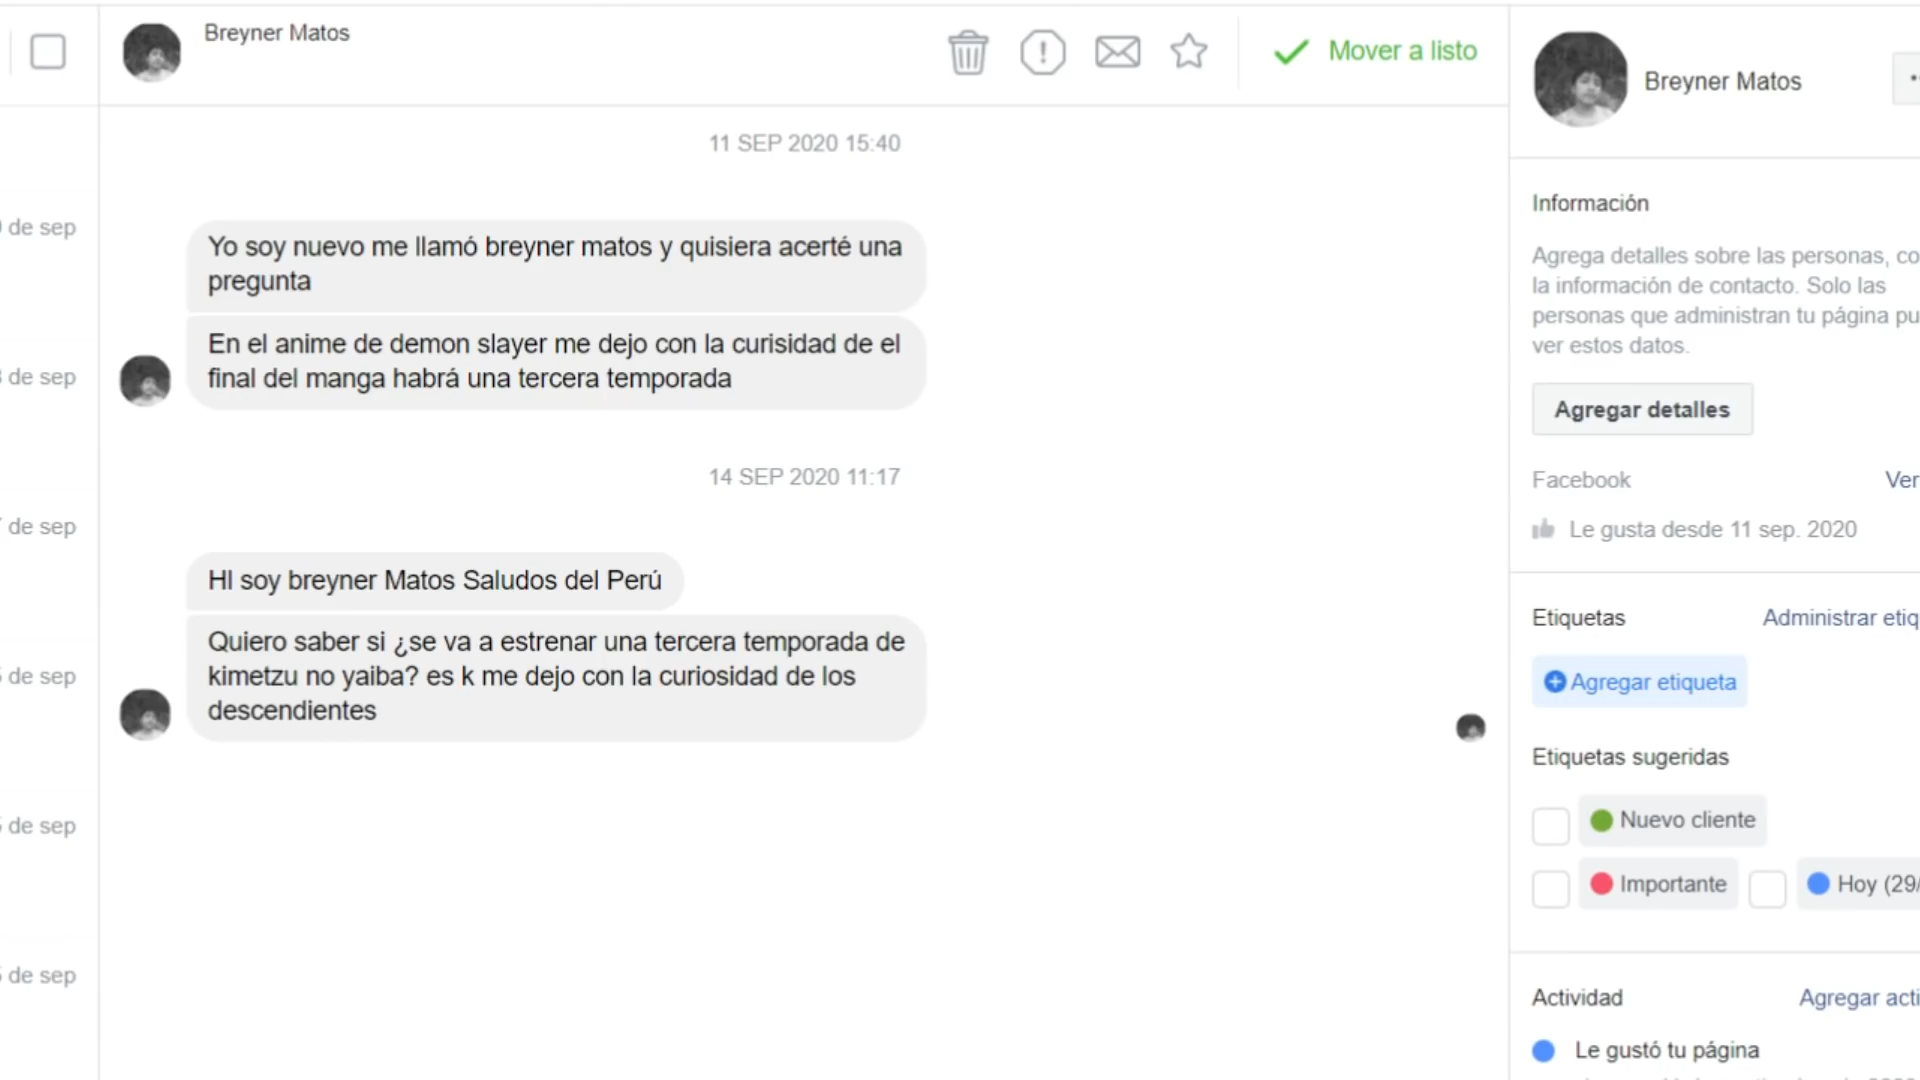 Breyner Matos
Mover a listo
11 SEP 2020 15:40
Yo soy nuevo me llamó breyner matos y quisiera acerté una
pregunta
En el anime de demon slayer me dejo con la curisidad de el
final del manga habrá una tercera temporada
14 SEP 2020 11:17
HI soy breyner Matos Saludos del Perú
Quiero saber si ¿se va a estrenar una tercera temporada de
kimetzu no yaiba? es k me dejo con la curiosidad de los
descendientes
de sep
de sep
de sep
de sep
de sep
de sep
Breyner Matos
Información
Agrega detalles sobre las personas, co
la información de contacto. Solo las
personas que administran tu página pu
ver estos datos.
Agregar detalles
Facebook Ver
Le gusta desde 11 sep. 2020
Etiquetas Administrar etiq
Agregar etiqueta
Etiquetas sugeridas
Nuevo cliente
Importante Hoy (29/
Actividad Agregar acti
Le gustó tu página